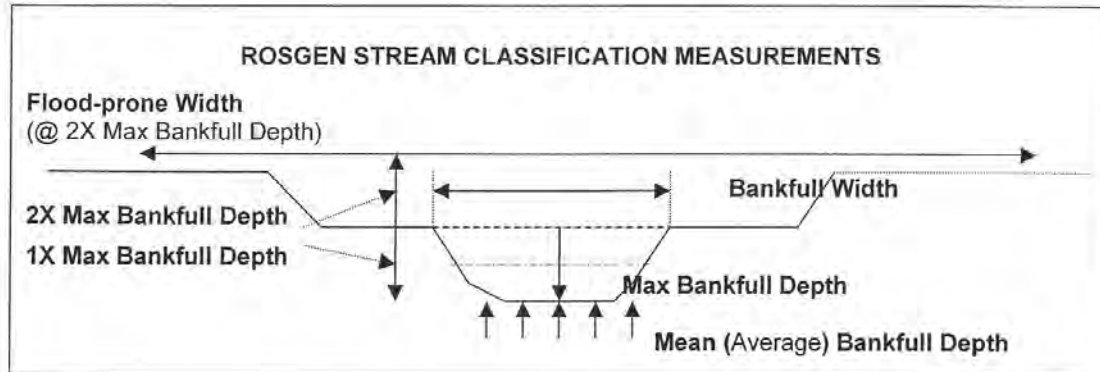 ROSGEN STREAM CLASSIFICATION MEASUREMENTS
Flood-prone Width
(@ 2X Max Bankfull Depth)
Bankfull Width
2X Max Bankfull Depth
1X Max Bankfull Depth
Max Bankfull Depth
Mean (Average) Bankfull Depth